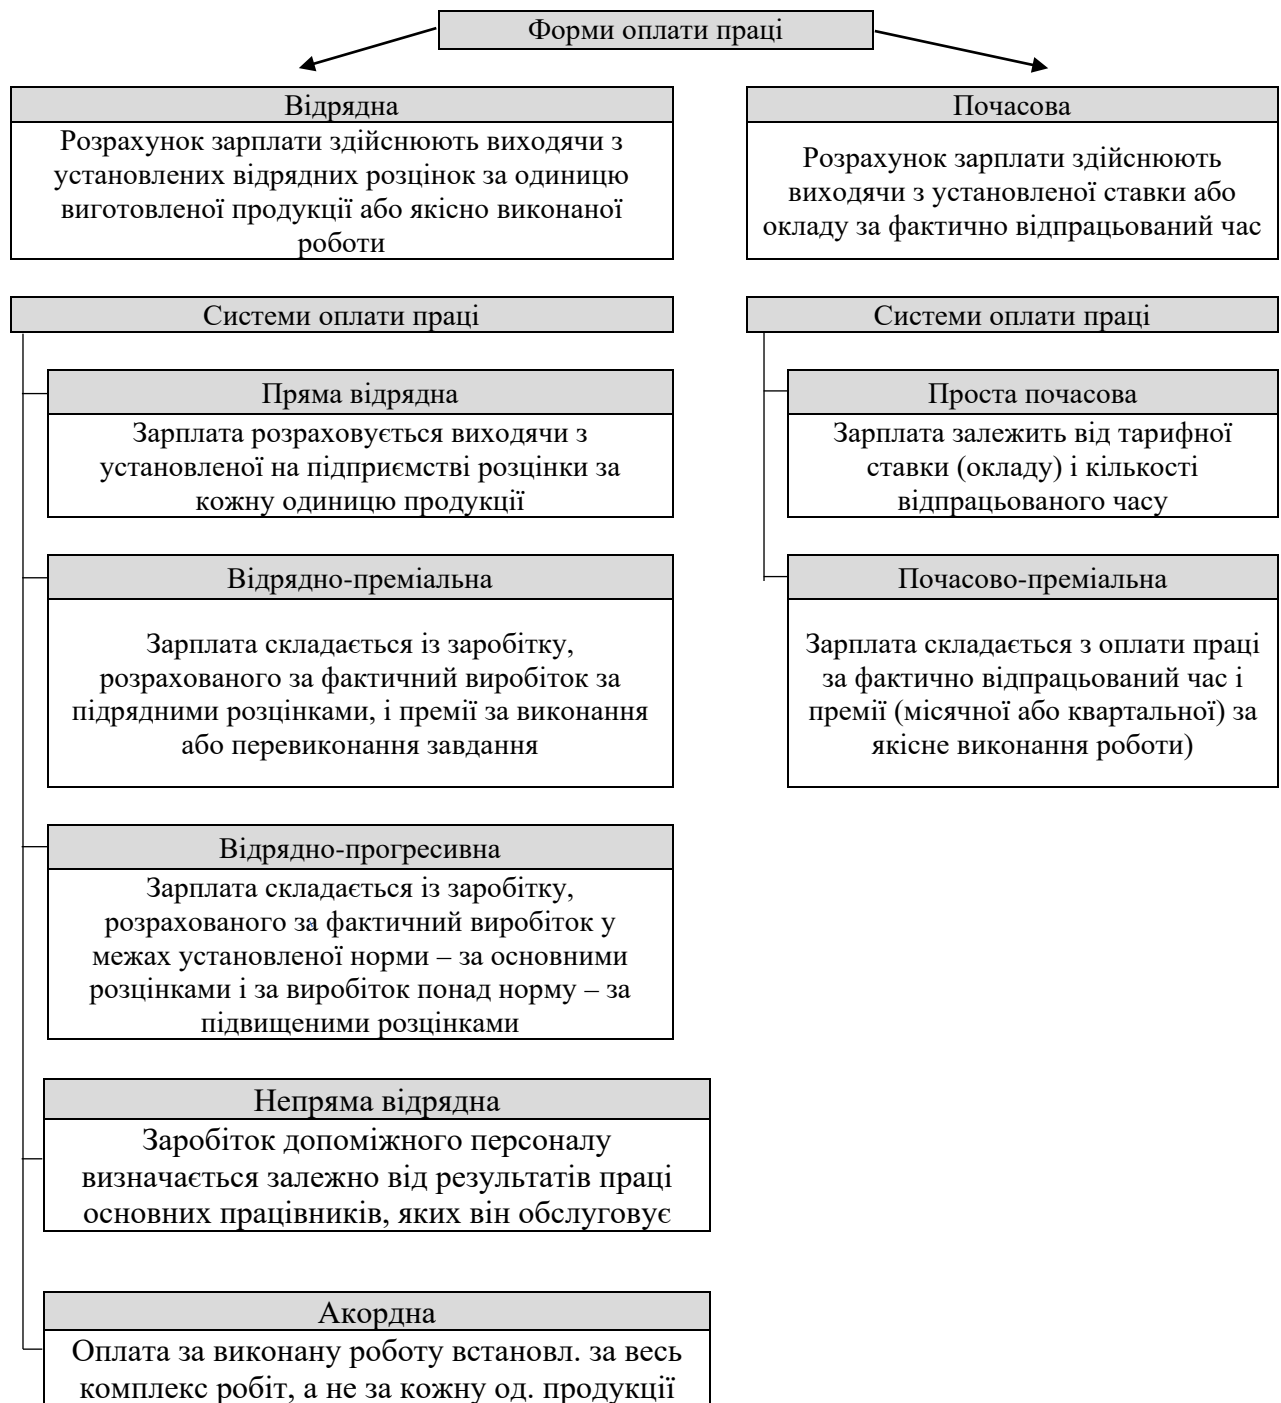 Форми оплати праці
Відрядна
Розрахунок зарплати здійснюють виходячи з
установлених відрядних розцінок за одиницю
виготовленої продукції або якісно виконаної
роботи
Почасова
Розрахунок зарплати здійснюють
виходячи з установленої ставки або
окладу за фактично відпрацьований час
Системи оплати праці
Пряма відрядна
Зарплата розраховується виходячи з
установленої на підприємстві розцінки за
кожну одиницю продукції
Відрядно-преміальна
Зарплата складається із заробітку,
розрахованого за фактичний виробіток за
підрядними розцінками, і премії за виконання
або перевиконання завдання
Відрядно-прогресивна
Зарплата складається із заробітку,
розрахованого за фактичний виробіток у
межах установленої норми – за основними
розцінками і за виробіток понад норму – за
підвищеними розцінками
Непряма відрядна
Заробіток допоміжного персоналу
визначається залежно від результатів праці
основних працівників, яких він обслуговує
Акордна
Оплата за виконану роботу встановл. за весь
комплекс робіт, а не за кожну од. продукції
Системи оплати праці
Проста почасова
Зарплата залежить від тарифної
ставки (окладу) і кількості
відпрацьованого часу
Почасово-преміальна
Зарплата складається з оплати праці
за фактично відпрацьований час і
премії (місячної або квартальної) за
якісне виконання роботи)